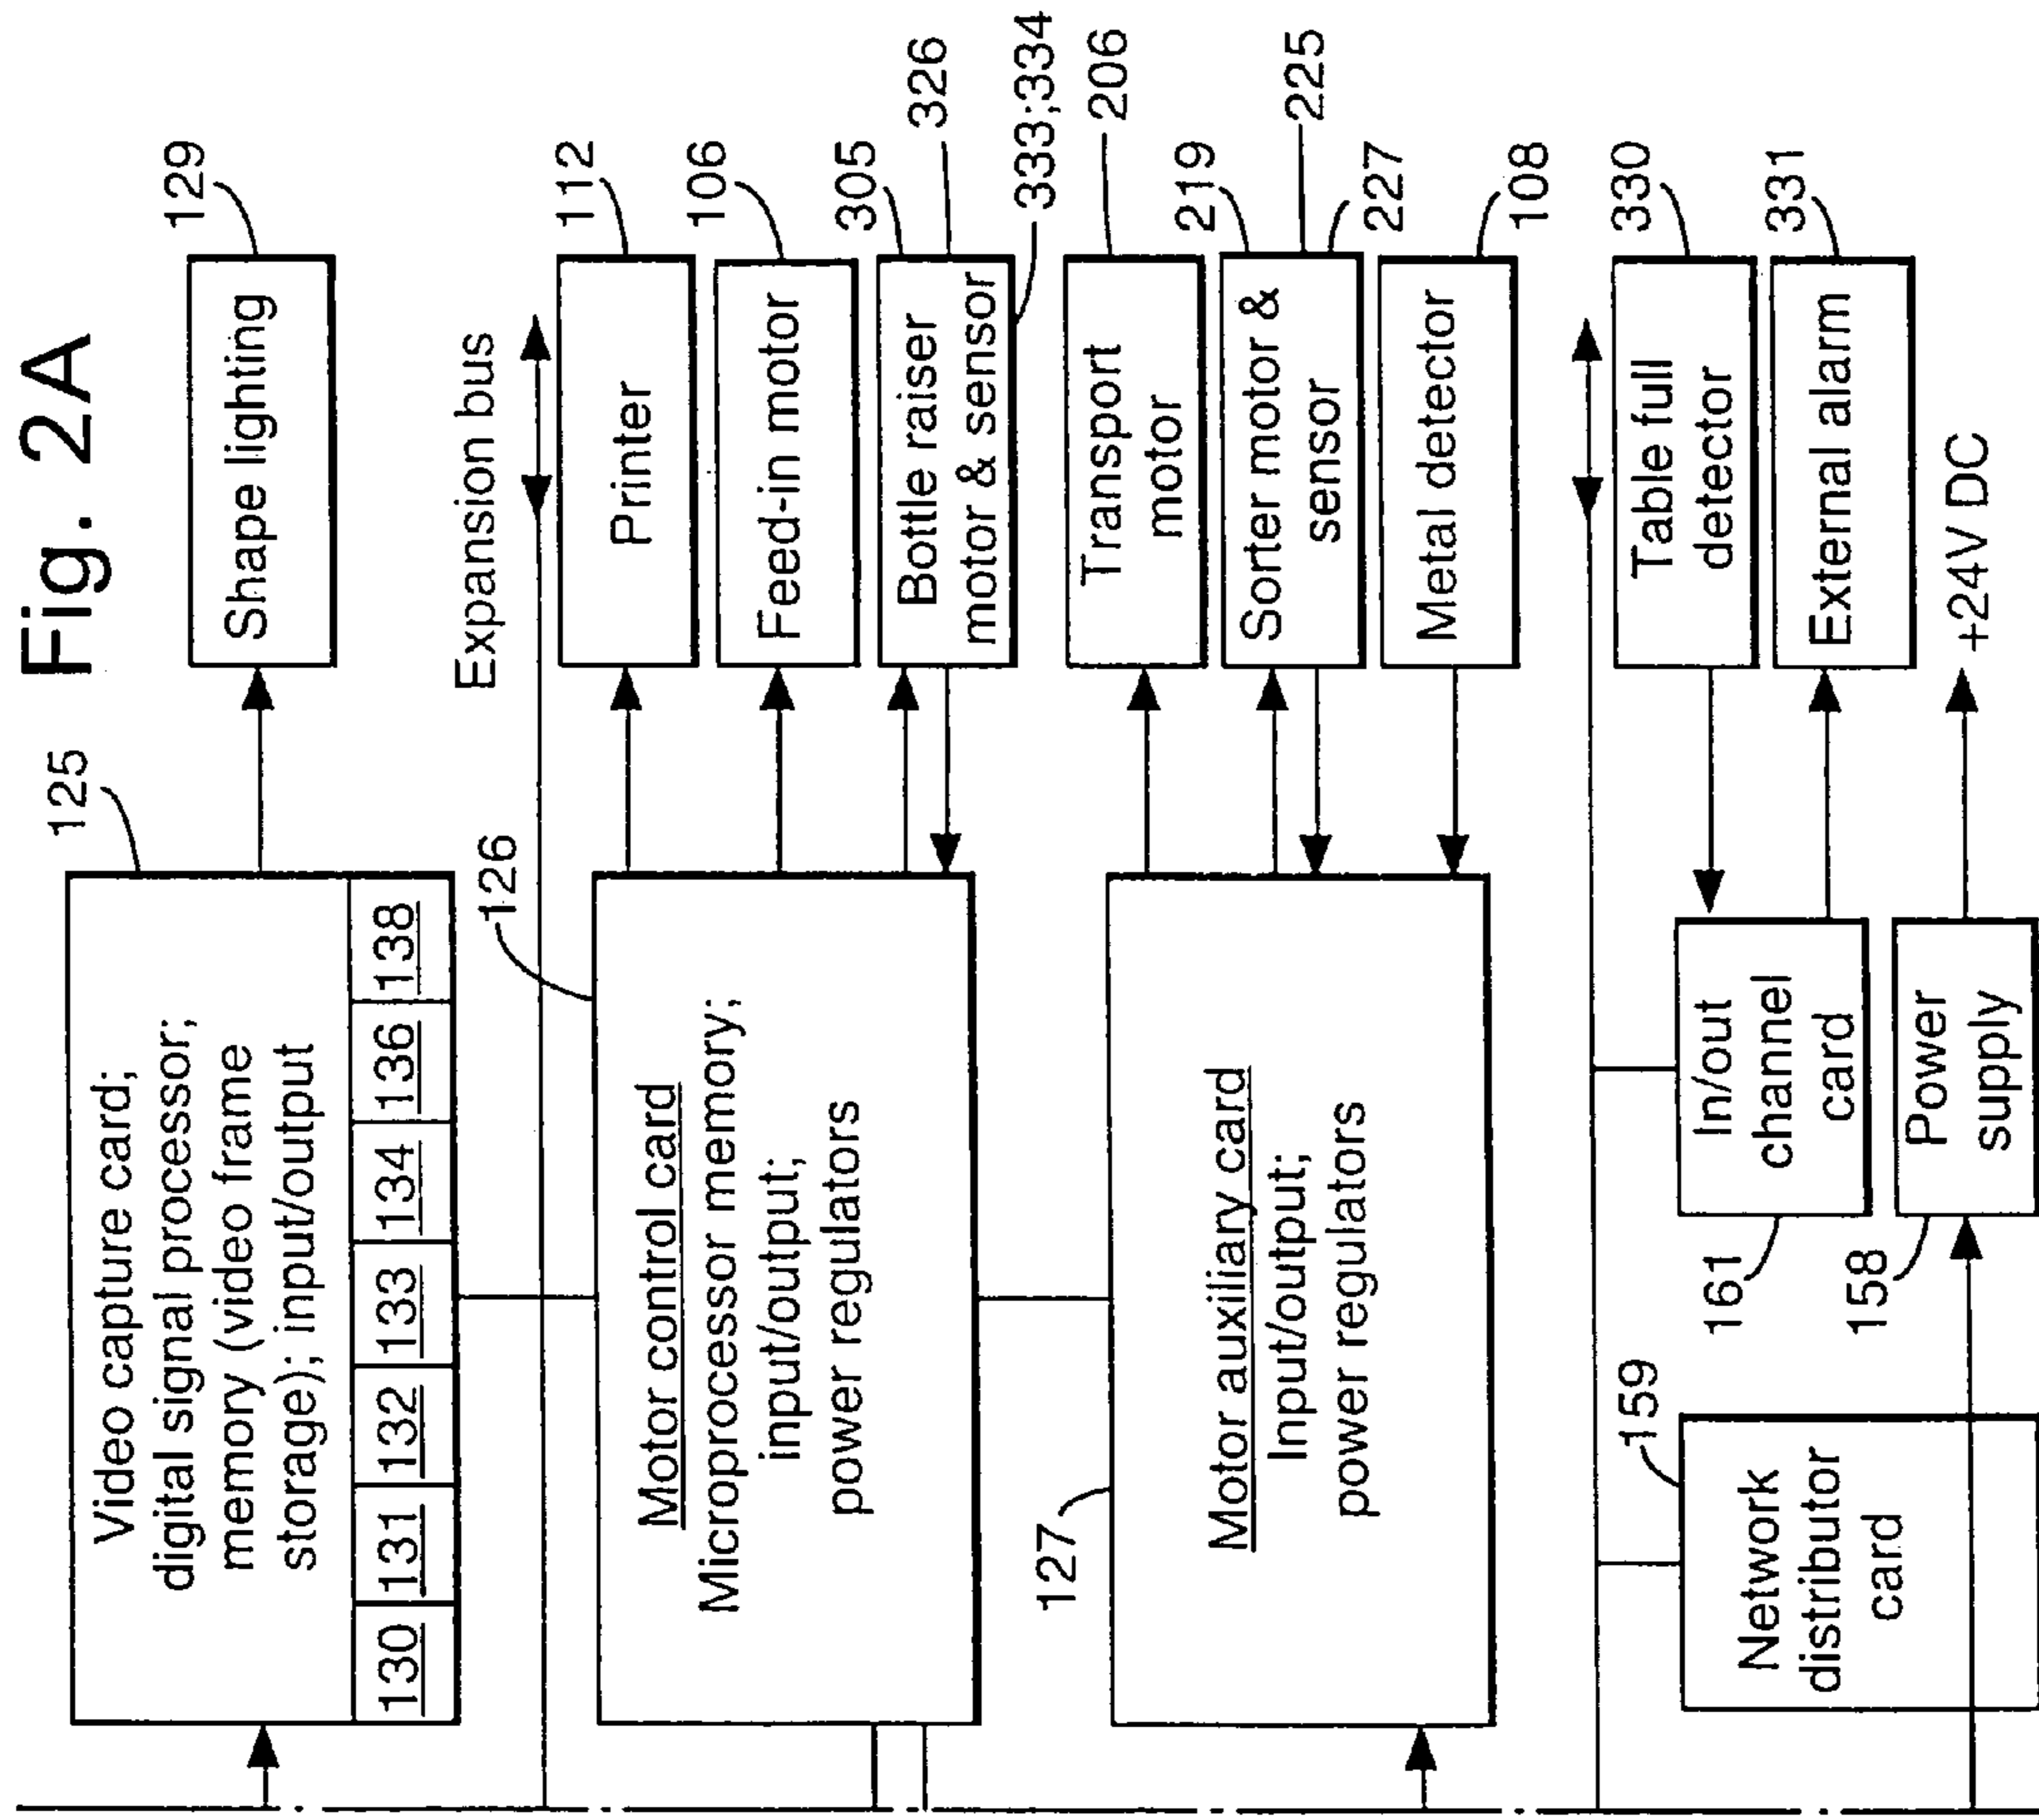 Fig. 2A
125
129
Video capture card;
digital signal processor;
memory (video frame
storage); input/output
130 131 132 133 134 136 138
Shape lighting
Expansion bus
126
Motor control card
Microprocessor memory;
input/output;
power regulators
Printer
112
Feed-in motor
106
Bottle raiser
motor & sensor
305
326
333;334
127
Motor auxiliary card
Input/output;
power regulators
Transport
motor
206
Sorter motor &
sensor
219
225
227
Metal detector
108
159
Network
distributor
card
161
In/out
channel
card
158
Power
supply
Table full
detector
330
External alarm
331
+24V DC